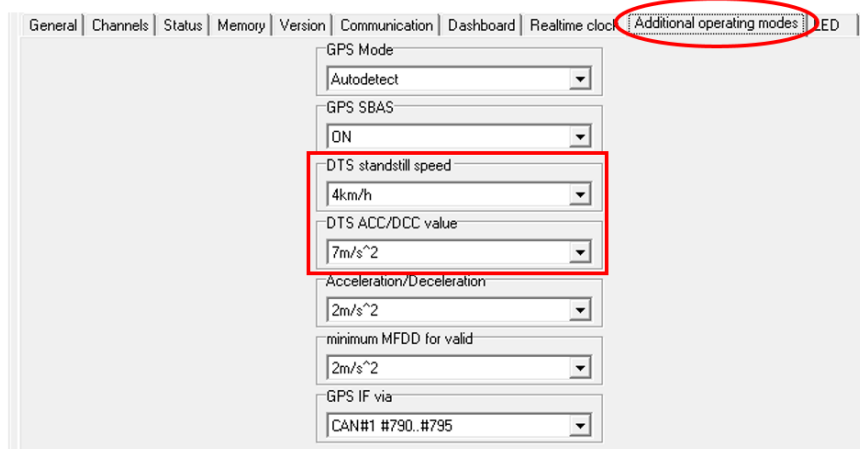 General Channels Status Memory Version Communication Dashboard Realtime clock Additional operating modes LED
GPS Mode
Autodetect
GPS SBAS
ON
DTS standstill speed
4km/h
DTS ACC/DCC value
7m/s^2
Acceleration/Deceleration
2m/s^2
minimum MFDD for valid
2m/s^2
GPS IF via
CAN#1 #790..#795